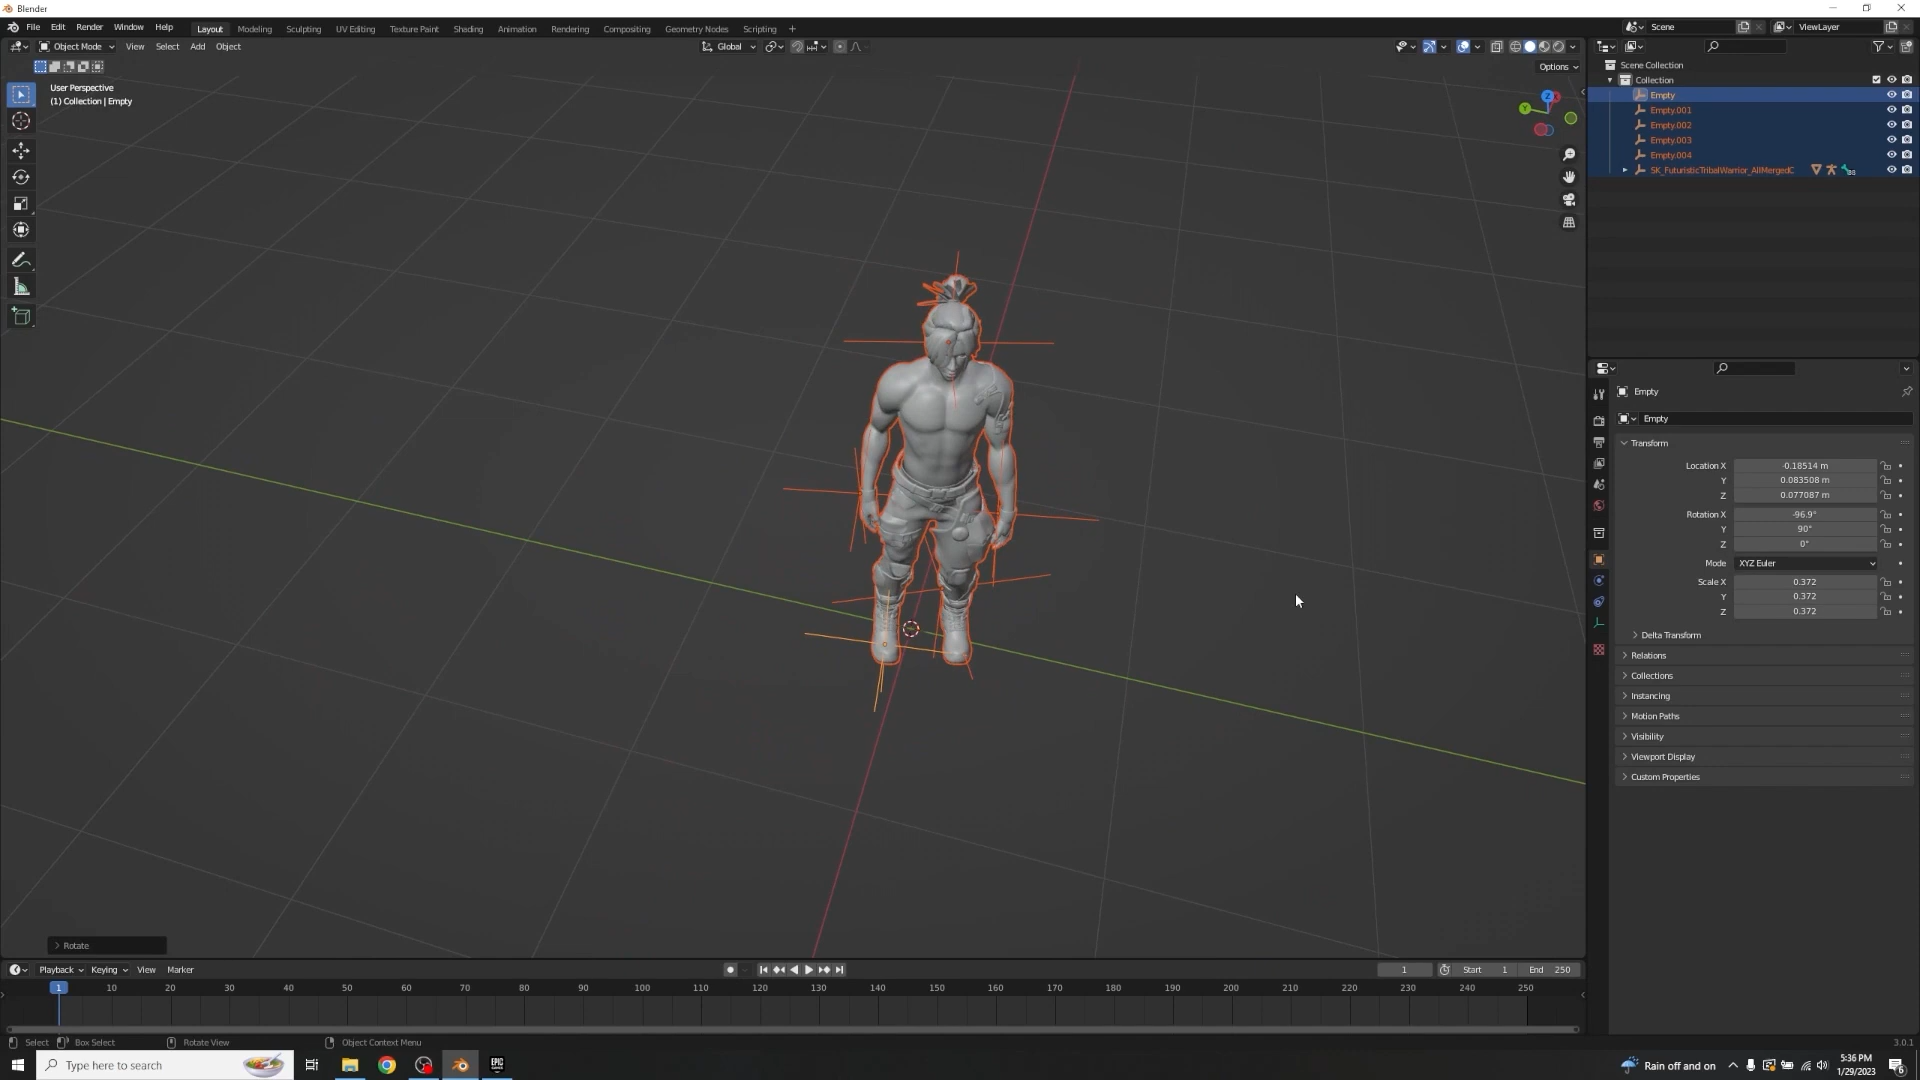 Blender
File Edit Render Window Help Layout Modeling Sculpting UV Editing Texture Paint Shading Animation Rendering Compositing Geometry Nodes Scripting + Scene ViewLayer
Object Mode View Select Add Object Global
Options
User Perspective
(1) Collection | Empty
Scene Collection
Collection
Empty
Empty.001
Empty.002
Empty.003
Empty.004
SK_FuturisticTribalWarrior_AllMergedC
Z
Y
X
Empty
Empty
Transform
Location X -0.18514 m
Y 0.083508 m
Z 0.077087 m
Rotation X -96.9°
Y 90°
Z 0°
Mode XYZ Euler
Scale X 0.372
Y 0.372
Z 0.372
Delta Transform
Relations
Collections
Instancing
Motion Paths
Visibility
Viewport Display
Custom Properties
Rotate
Playback Keying View Marker 1 Start 1 End 250
1 10 20 30 40 50 60 70 80 90 100 110 120 130 140 150 160 170 180 190 200 210 220 230 240 250
Select Box Select Rotate View Object Context Menu 3.0.1
Type here to search EPIC Rain off and on 5:36 PM
1/29/2023 6